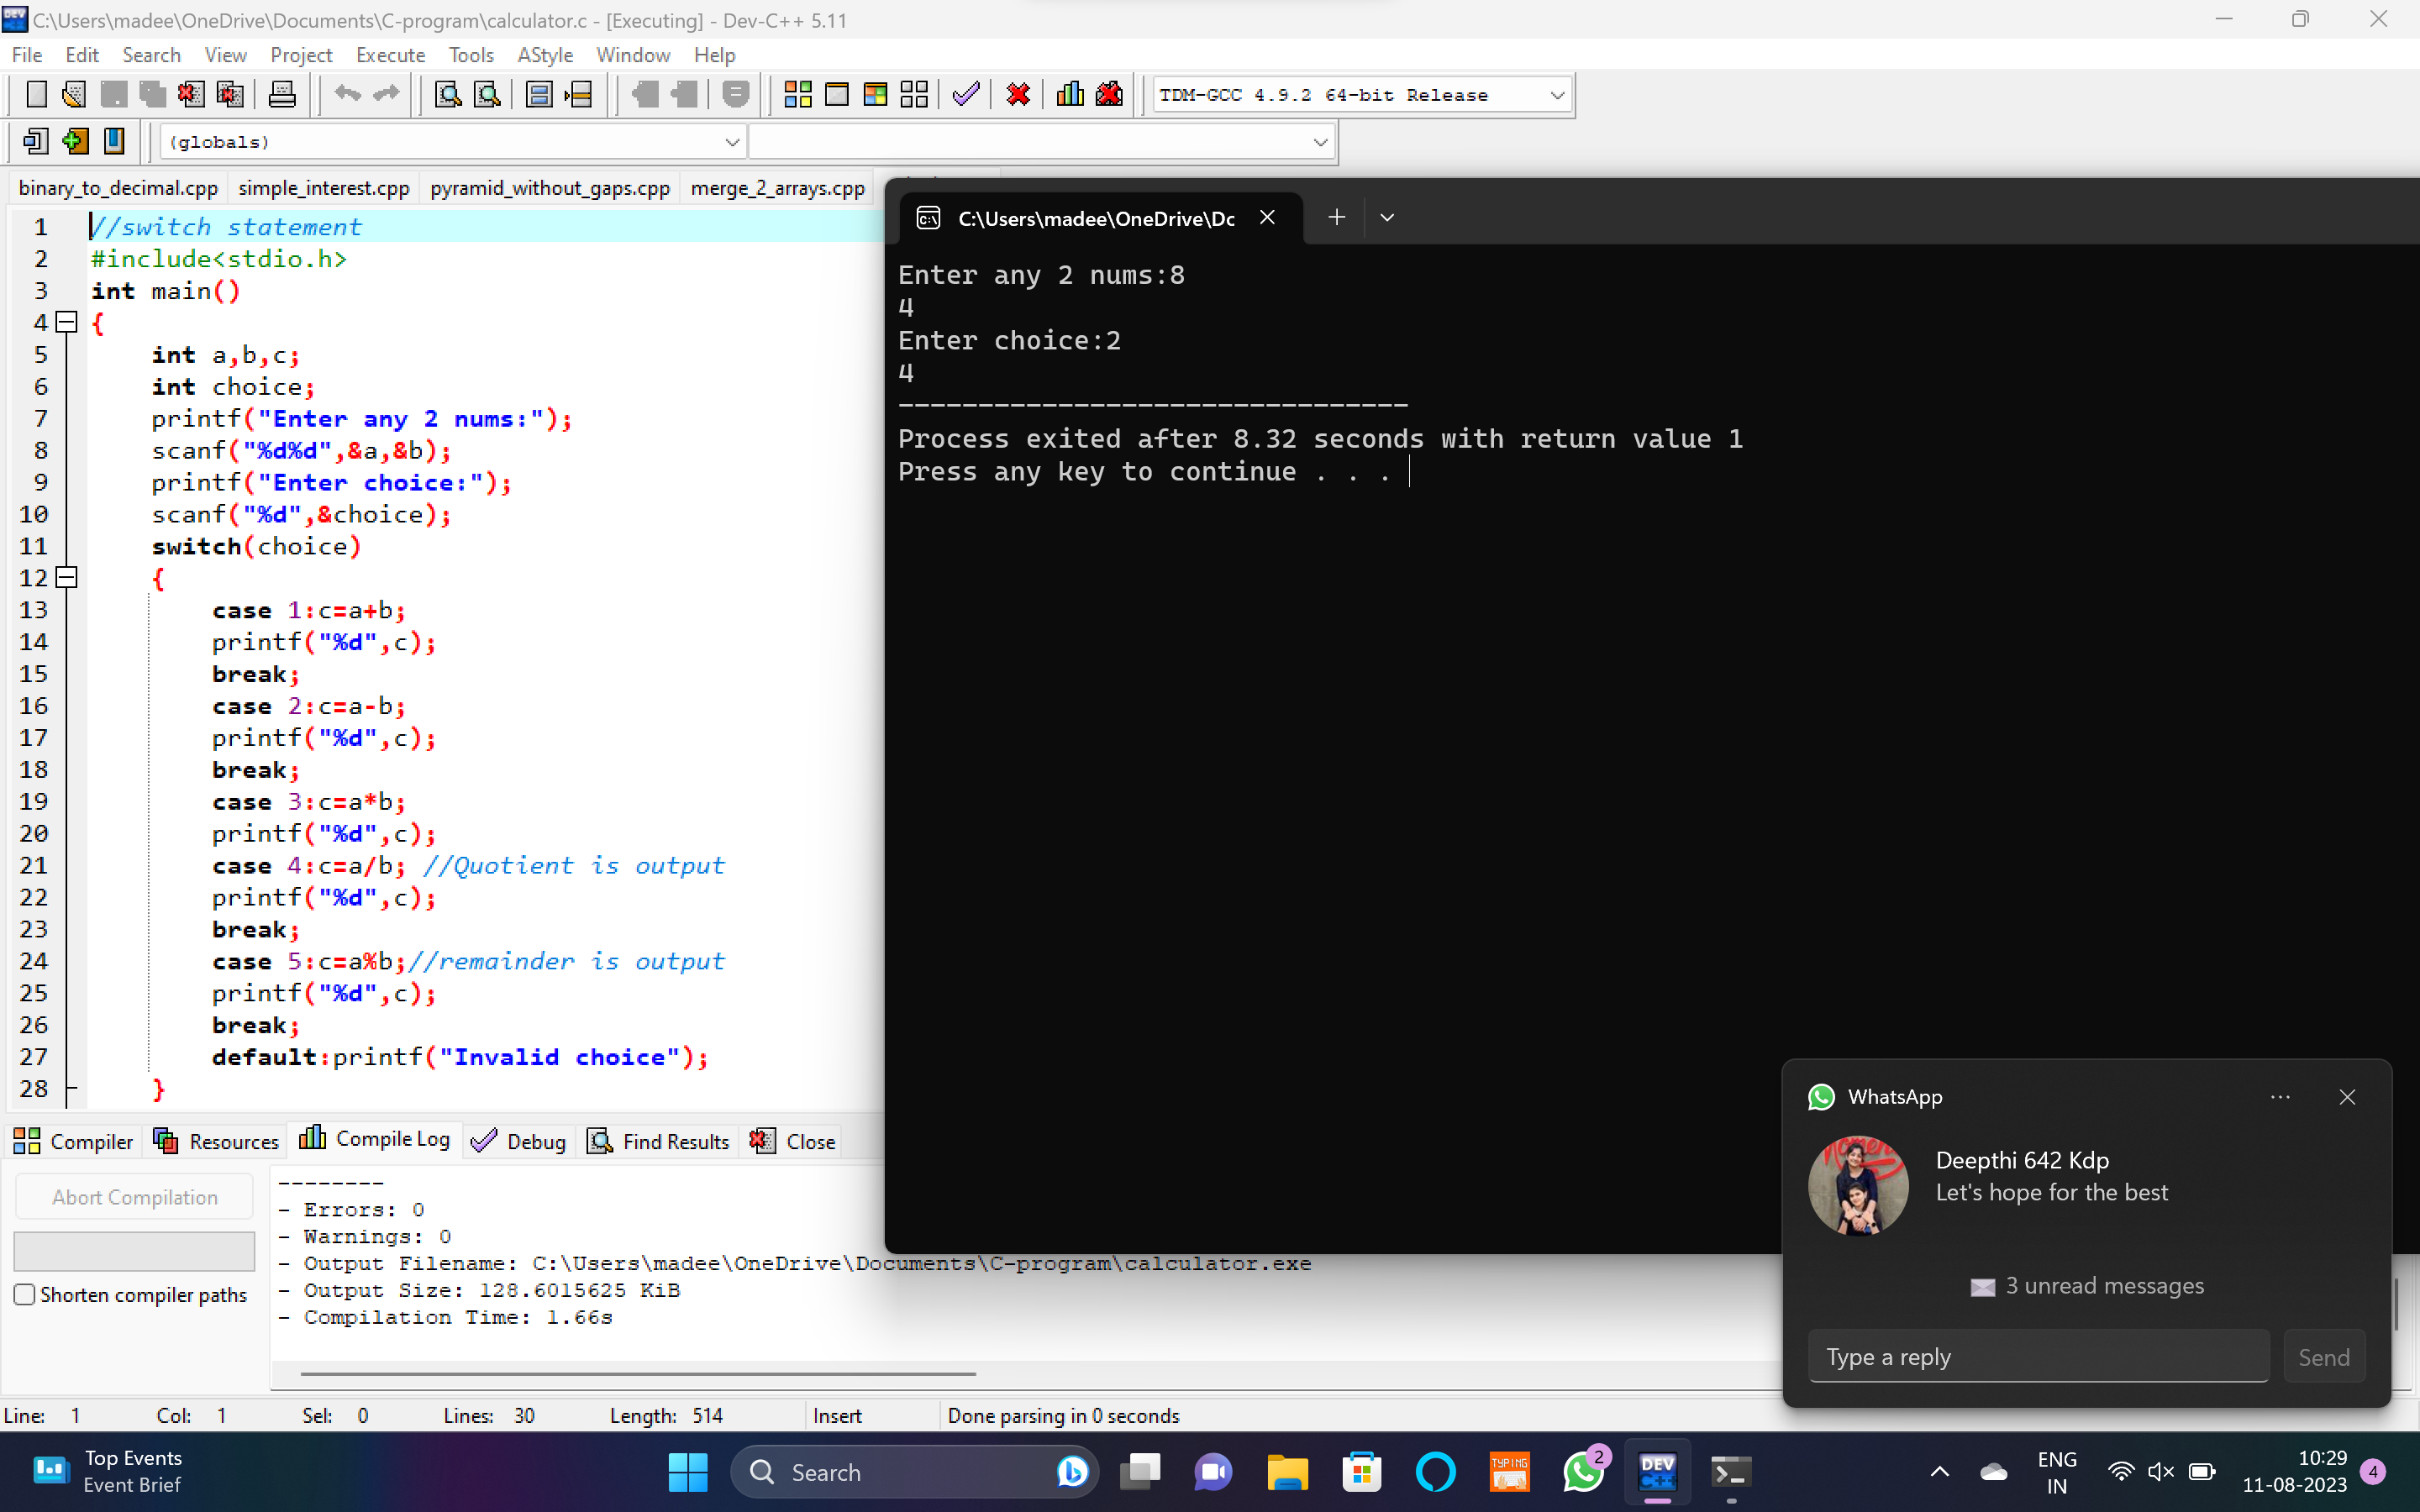 C:\Users\madee\OneDrive\Documents\C-program\calculator.c - [Executing] - Dev-C++ 5.11
File Edit Search View Project Execute Tools AStyle Window Help
TDM-GCC 4.9.2 64-bit Release
(globals)
binary_to_decimal.cpp simple_interest.cpp pyramid_without_gaps.cpp merge_2_arrays.cpp
1 //switch statement
2 #include<stdio.h>
3 int main()
4 {
5 int a,b,c;
6 int choice;
7 printf("Enter any 2 nums:");
8 scanf("%d%d",&a,&b);
9 printf("Enter choice:");
10 scanf("%d",&choice);
11 switch(choice)
12 {
13 case 1:c=a+b;
14 printf("%d",c);
15 break;
16 case 2:c=a-b;
17 printf("%d",c);
18 break;
19 case 3:c=a*b;
20 printf("%d",c);
21 case 4:c=a/b; //Quotient is output
22 printf("%d",c);
23 break;
24 case 5:c=a%b;//remainder is output
25 printf("%d",c);
26 break;
27 default:printf("Invalid choice");
28 }
C:\Users\madee\OneDrive\Dc
Enter any 2 nums:8
4
Enter choice:2
4
--------------------------------
Process exited after 8.32 seconds with return value 1
Press any key to continue . . .
Compiler Resources Compile Log Debug Find Results Close
Abort Compilation
Shorten compiler paths
--------
- Errors: 0
- Warnings: 0
- Output Filename: C:\Users\madee\OneDrive\Documents\C-program\calculator.exe
- Output Size: 128.6015625 KiB
- Compilation Time: 1.66s
WhatsApp
Deepthi 642 Kdp
Let's hope for the best
3 unread messages
Type a reply
Send
Line: 1 Col: 1 Sel: 0 Lines: 30 Length: 514 Insert Done parsing in 0 seconds
Top Events
Event Brief
Search
TYPING
2
DEV C++
ENG
IN
10:29
11-08-2023
4